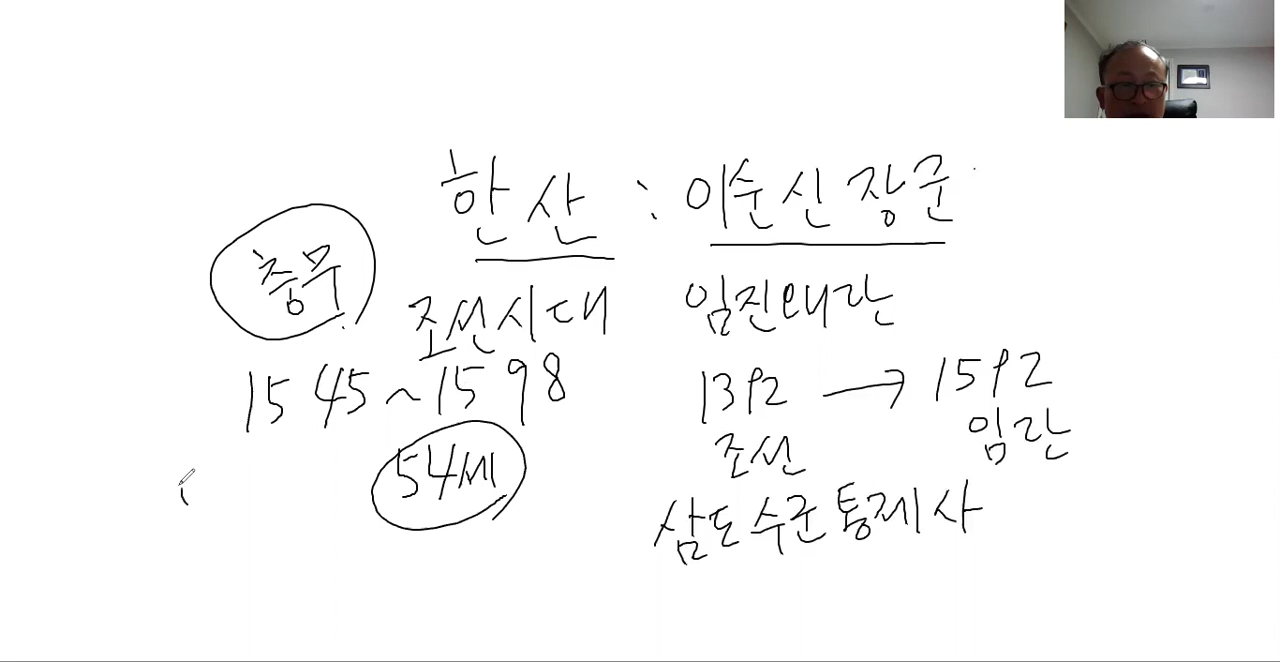 한산 : 이순신 장군
충무
조선시대 임진왜란
1545~1598 1392 → 1592
54세 조선 임란
삼도수군통제사